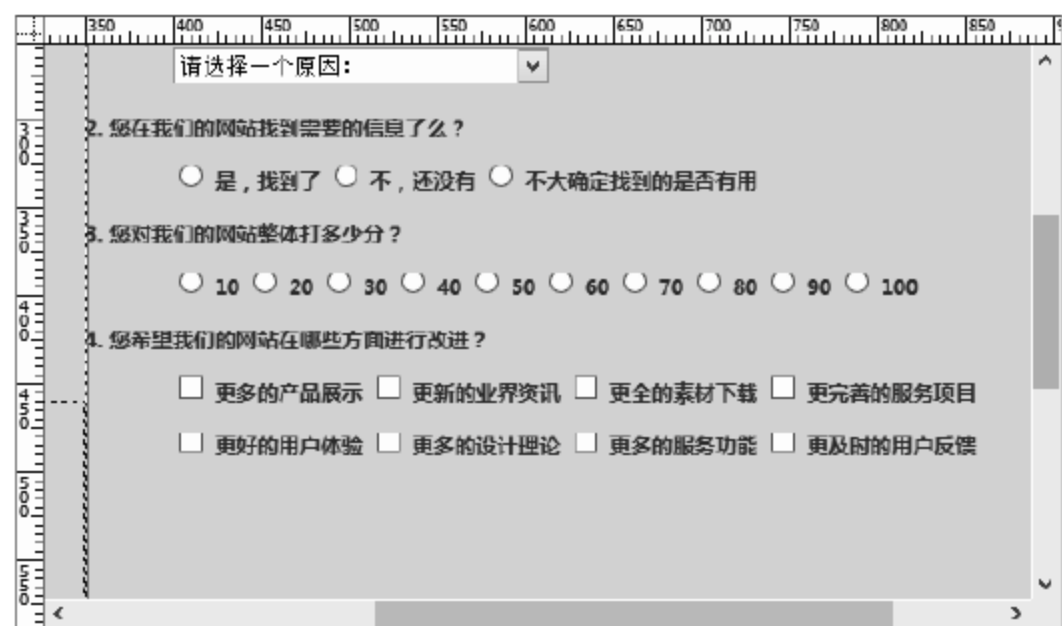 350 400 450 500 550 600 650 700 750 800 850
请选择一个原因:
300
2. 您在我们的网站找到需要的信息了么？
是，找到了 不，还没有 不大确定找到的是否有用
350
3. 您对我们的网站整体打多少分？
10 20 30 40 50 60 70 80 90 100
400
4. 您希望我们的网站在哪些方面进行改进？
450
更多的产品展示 更新的业界资讯 更全的素材下载 更完善的服务项目
更好的用户体验 更多的设计理论 更多的服务功能 更及时的用户反馈
500
550